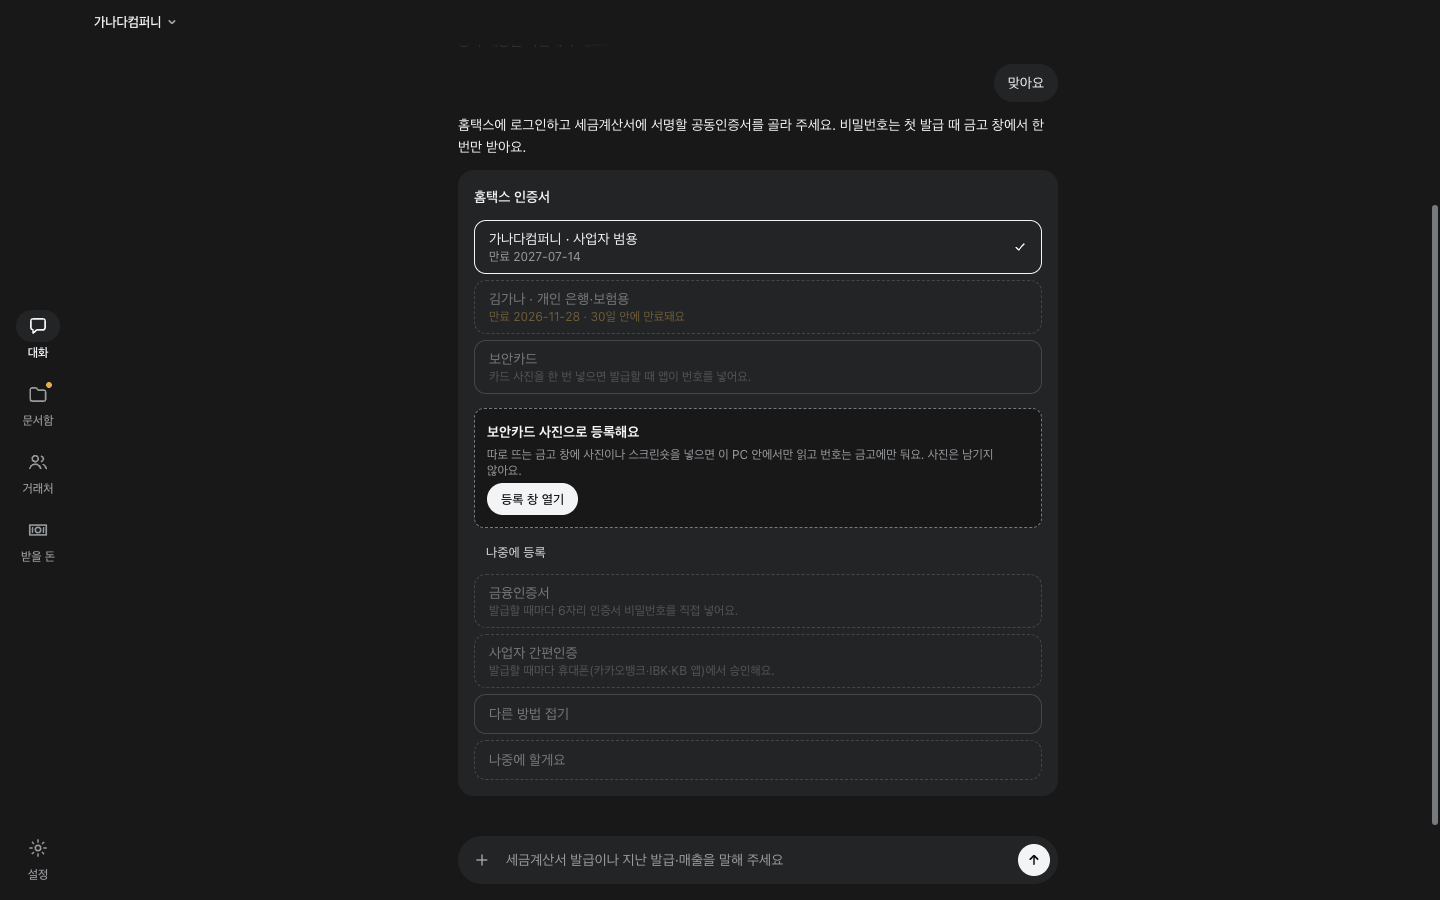 가나다컴퍼니
맞아요
홈택스에 로그인하고 세금계산서에 서명할 공동인증서를 골라 주세요. 비밀번호는 첫 발급 때 금고 창에서 한
번만 받아요.
홈택스 인증서
가나다컴퍼니 · 사업자 범용
만료 2027-07-14
김가나 · 개인 은행·보험용
만료 2026-11-28 · 30일 안에 만료돼요
보안카드
카드 사진을 한 번 넣으면 발급할 때 앱이 번호를 넣어요.
보안카드 사진으로 등록해요
따로 뜨는 금고 창에 사진이나 스크린숏을 넣으면 이 PC 안에서만 읽고 번호는 금고에만 둬요. 사진은 남기지
않아요.
등록 창 열기
나중에 등록
금융인증서
발급할 때마다 6자리 인증서 비밀번호를 직접 넣어요.
사업자 간편인증
발급할 때마다 휴대폰(카카오뱅크·IBK·KB 앱)에서 승인해요.
다른 방법 접기
나중에 할게요
대화
문서함
거래처
받을 돈
설정
세금계산서 발급이나 지난 발급·매출을 말해 주세요